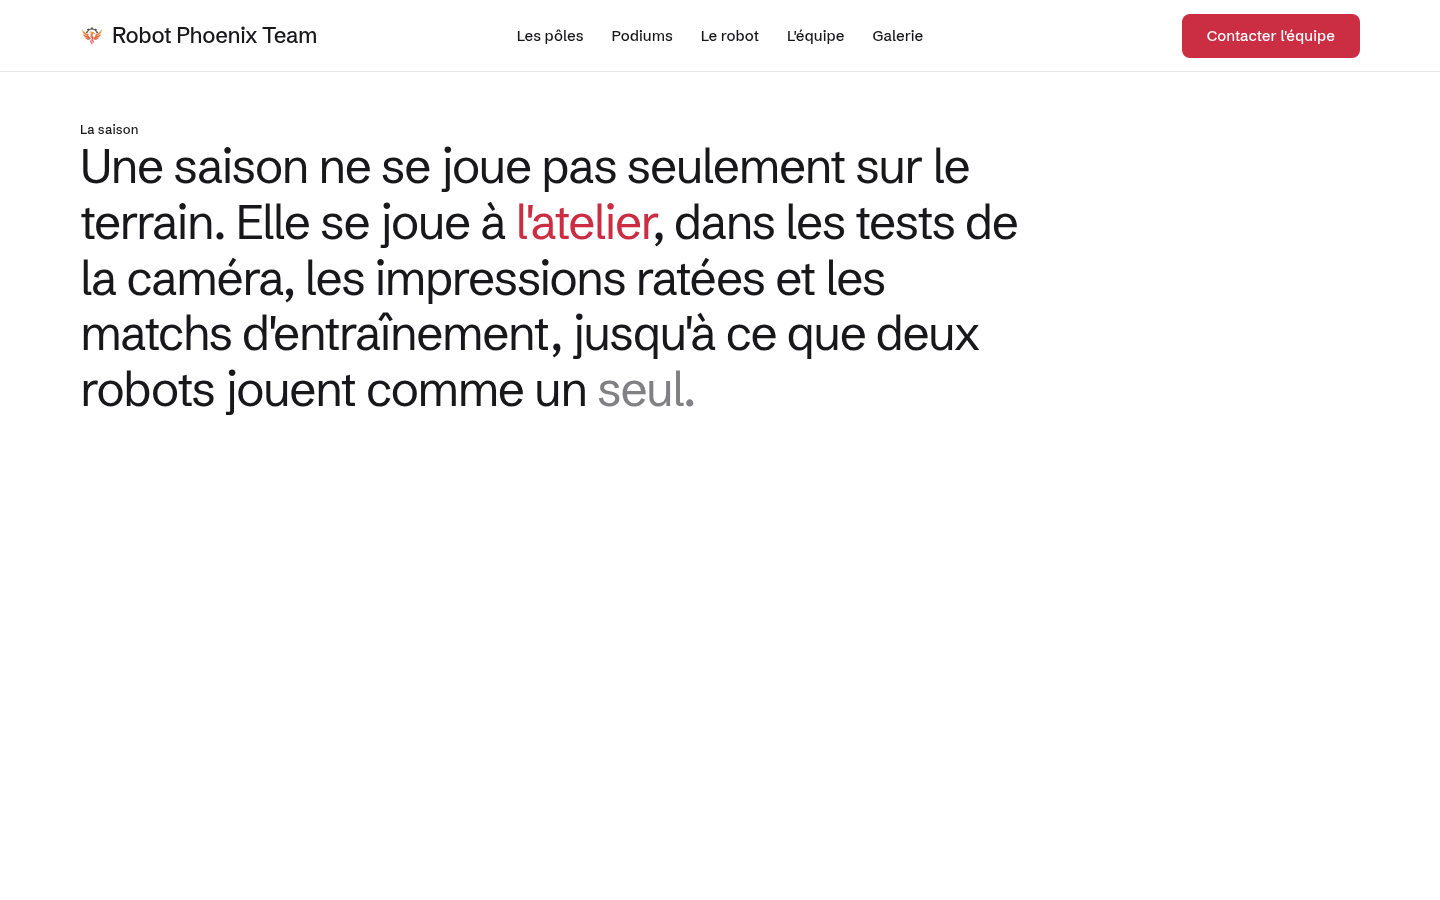 Robot Phoenix Team
Les pôles
Podiums
Le robot
L'équipe
Galerie
Contacter l'équipe
La saison
Une saison ne se joue pas seulement sur le
terrain. Elle se joue à l'atelier, dans les tests de
la caméra, les impressions ratées et les
matchs d'entraînement, jusqu'à ce que deux
robots jouent comme un seul.